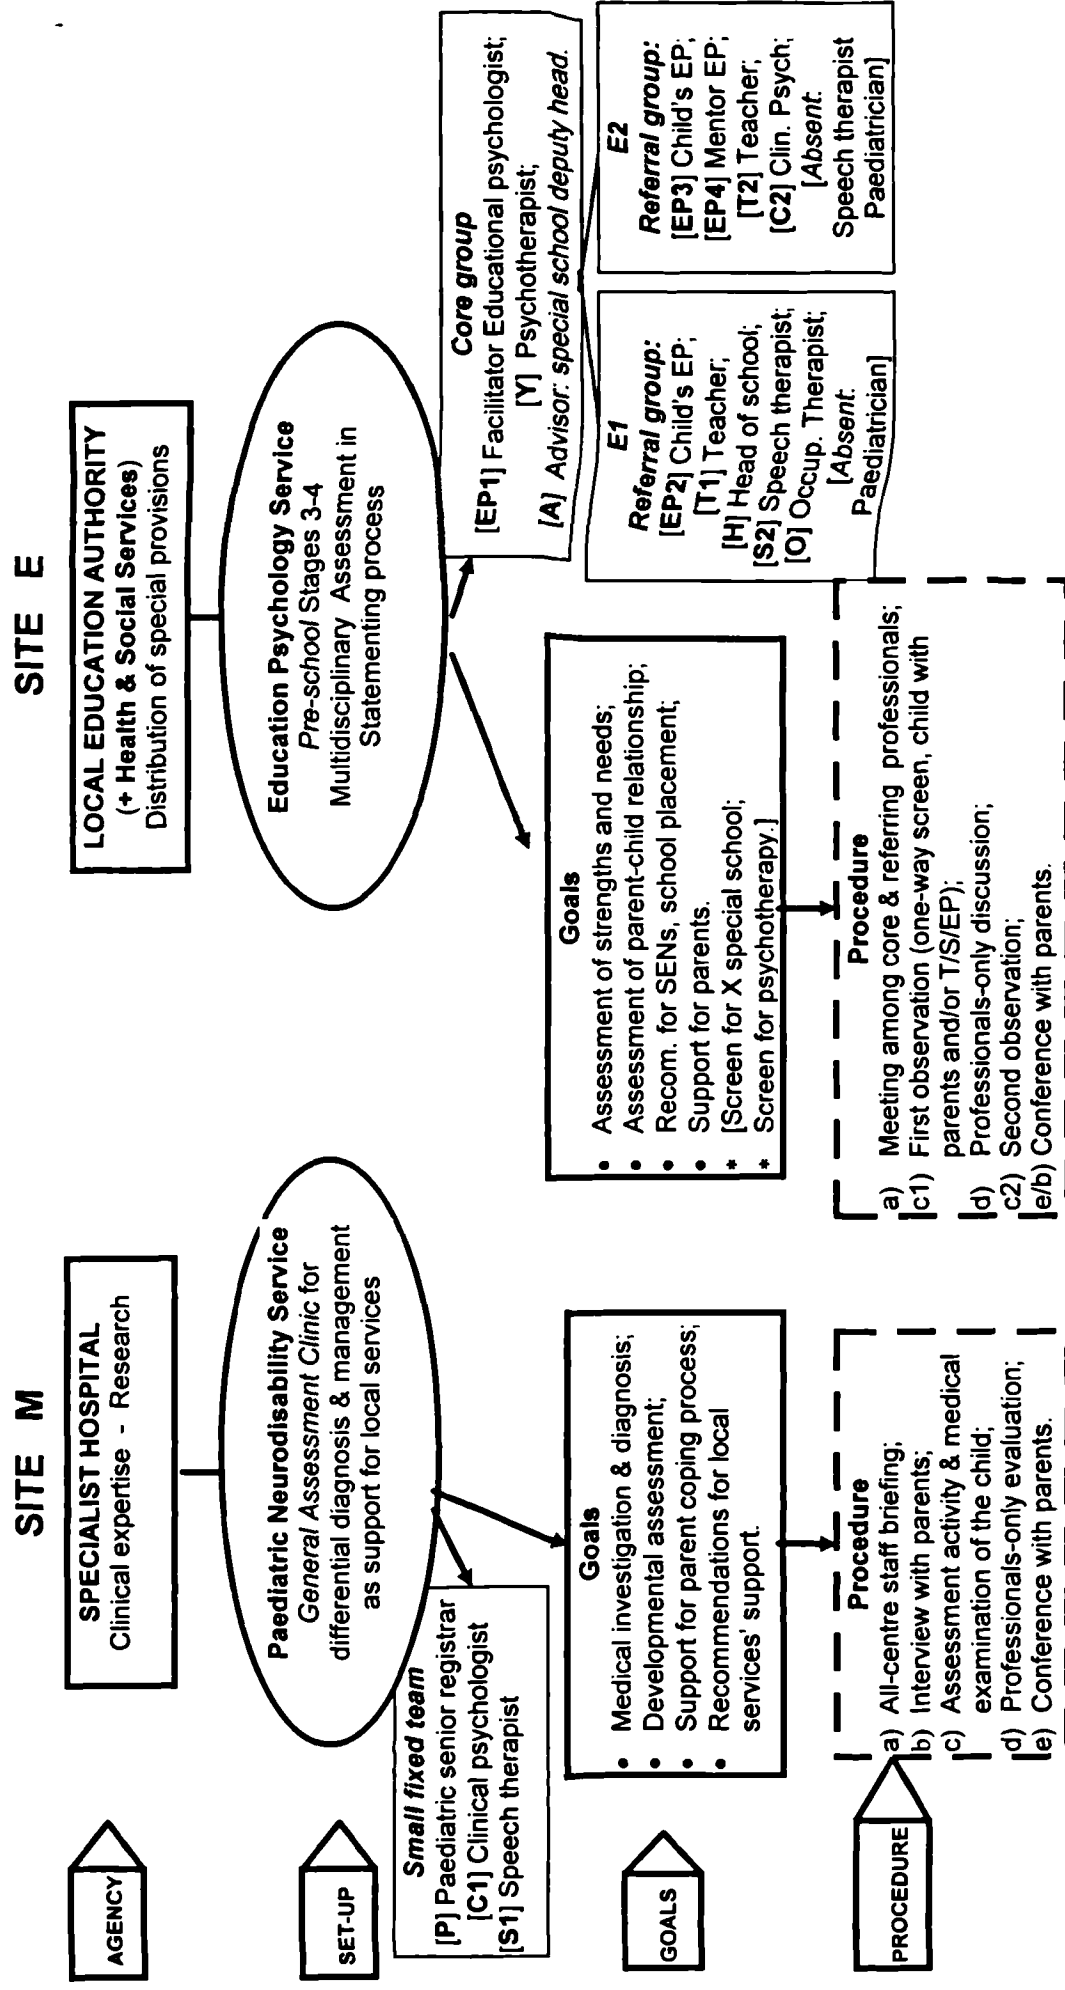 SITE M
SITE E
AGENCY
SPECIALIST HOSPITAL
Clinical expertise - Research
LOCAL EDUCATION AUTHORITY
(+ Health & Social Services)
Distribution of special provisions
SET-UP
Paediatric Neurodisability Service
General Assessment Clinic for
differential diagnosis & management
as support for local services
Small fixed team
[P] Paediatric senior registrar
[C1] Clinical psychologist
[S1] Speech therapist
Education Psychology Service
Pre-school Stages 3-4
Multidisciplinary Assessment in
Statementing process
Core group
[EP1] Facilitator Educational psychologist;
[Y] Psychotherapist;
[A] Advisor: special school deputy head.
E1
Referral group:
[EP2] Child's EP;
[T1] Teacher;
[H] Head of school;
[S2] Speech therapist;
[O] Occup. Therapist;
[Absent:
Paediatrician]
E2
Referral group:
[EP3] Child's EP;
[EP4] Mentor EP;
[T2] Teacher;
[C2] Clin. Psych;
[Absent:
Speech therapist
Paediatrician]
GOALS
Goals
• Medical investigation & diagnosis;
• Developmental assessment;
• Support for parent coping process;
• Recommendations for local
services' support.
Goals
• Assessment of strengths and needs;
• Assessment of parent-child relationship;
• Recom. for SENs, school placement;
• Support for parents.
* [Screen for X special school;
* Screen for psychotherapy.]
PROCEDURE
Procedure
a) All-centre staff briefing;
b) Interview with parents;
c) Assessment activity & medical
examination of the child;
d) Professionals-only evaluation;
e) Conference with parents.
Procedure
a) Meeting among core & referring professionals;
c1) First observation (one-way screen, child with
parents and/or T/S/EP);
d) Professionals-only discussion;
c2) Second observation;
e/b) Conference with parents.